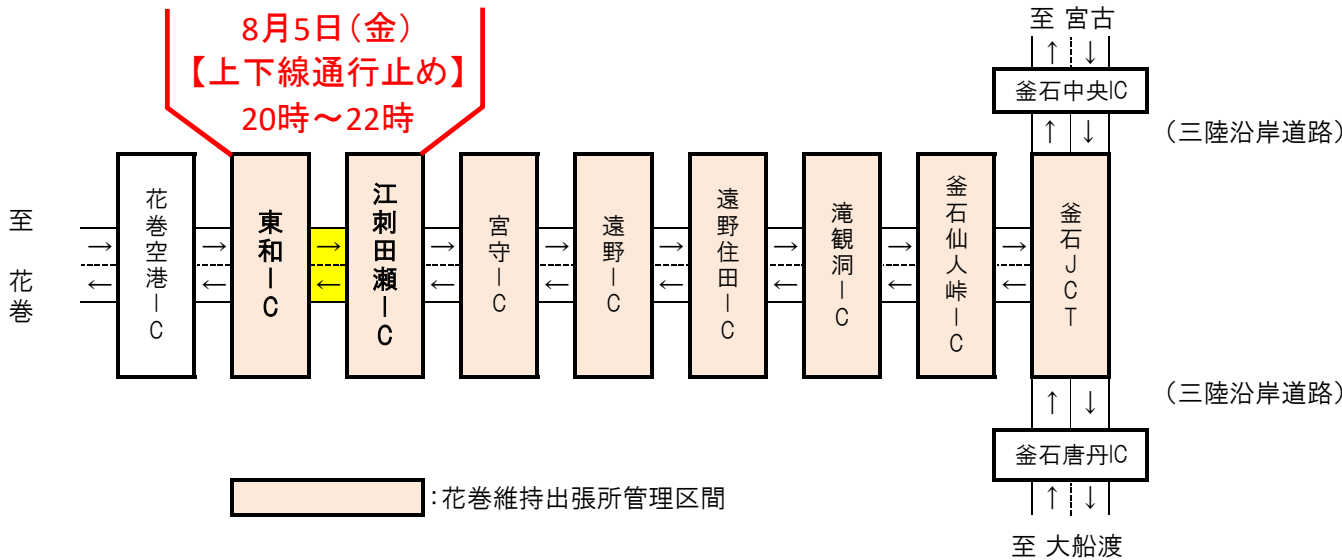 8月5日(金)
【上下線通行止め】
20時～22時
至 宮古
↑ ↓
釜石中央IC
↑ ↓
(三陸沿岸道路)
至 花巻
→
←
花巻空港IC
→
←
東和IC
→
←
江刺田瀬IC
→
←
宮守IC
→
←
遠野IC
→
←
遠野住田IC
→
←
滝観洞IC
→
←
釜石仙人峠IC
→
←
釜石JCT
(三陸沿岸道路)
↑ ↓
釜石唐丹IC
↑ ↓
至 大船渡
:花巻維持出張所管理区間